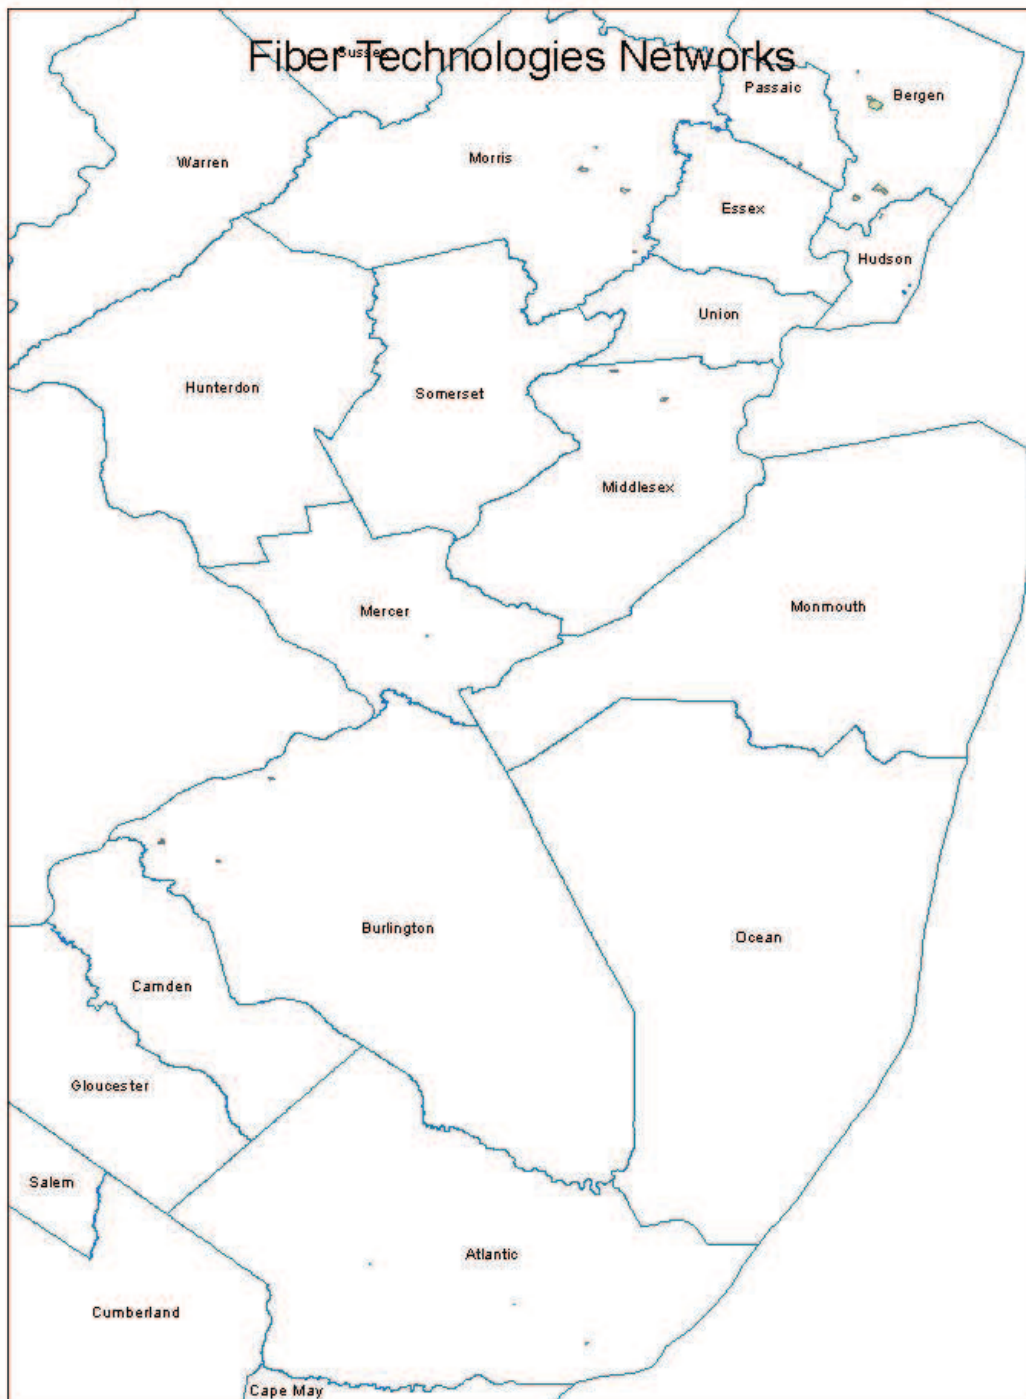 Fiber Technologies Networks
Sussex
Passaic
Bergen
Warren
Morris
Essex
Hudson
Union
Hunterdon
Somerset
Middlesex
Mercer
Monmouth
Burlington
Ocean
Camden
Gloucester
Salem
Atlantic
Cumberland
Cape May